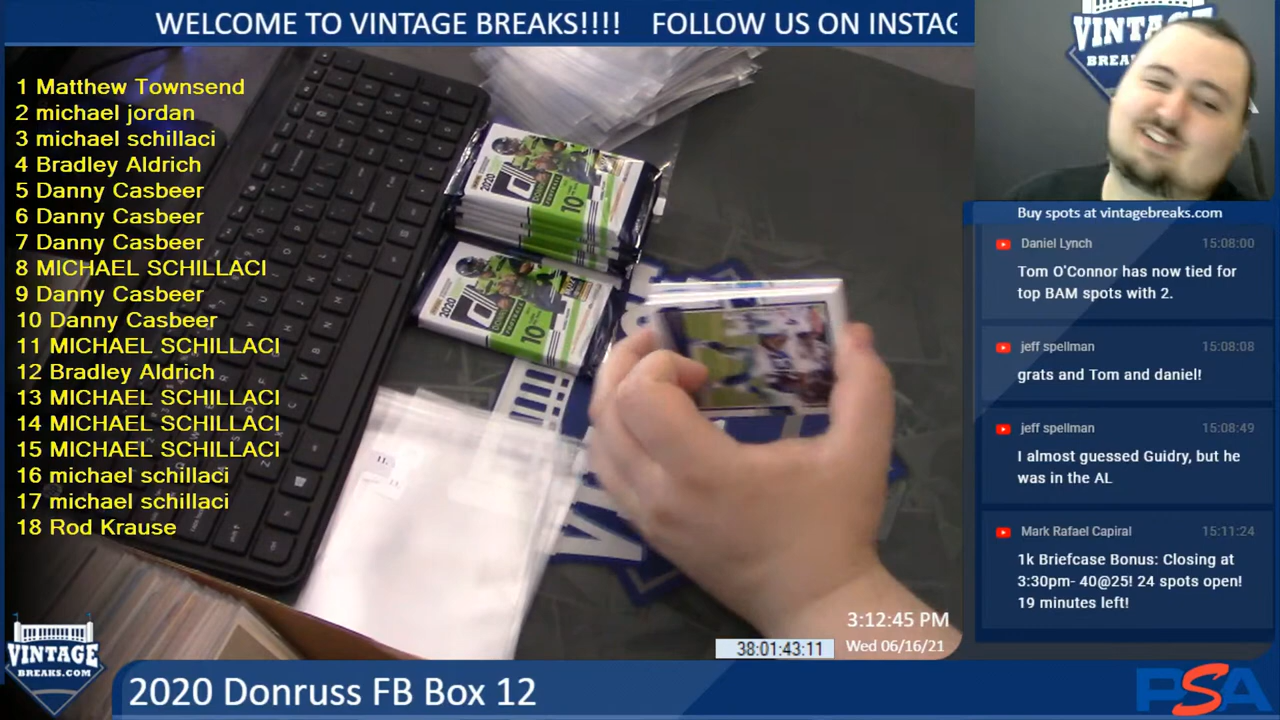 WELCOME TO VINTAGE BREAKS!!!!    FOLLOW US ON INSTAG
VINTAGE
BREA
1 Matthew Townsend
2 michael jordan
3 michael schillaci
4 Bradley Aldrich
5 Danny Casbeer
6 Danny Casbeer
7 Danny Casbeer
8 MICHAEL SCHILLACI
9 Danny Casbeer
10 Danny Casbeer
11 MICHAEL SCHILLACI
12 Bradley Aldrich
13 MICHAEL SCHILLACI
14 MICHAEL SCHILLACI
15 MICHAEL SCHILLACI
16 michael schillaci
17 michael schillaci
18 Rod Krause
2020
10
2020
10
Buy spots at vintagebreaks.com
Daniel Lynch 15:08:00
Tom O'Connor has now tied for
top BAM spots with 2.
jeff spellman 15:08:08
grats and Tom and daniel!
jeff spellman 15:08:49
I almost guessed Guidry, but he
was in the AL
Mark Rafael Capiral 15:11:24
1k Briefcase Bonus: Closing at
3:30pm- 40@25! 24 spots open!
19 minutes left!
3:12:45 PM
38:01:43:11 Wed 06/16/21
VINTAGE
BREAKS.COM
2020 Donruss FB Box 12
PSA